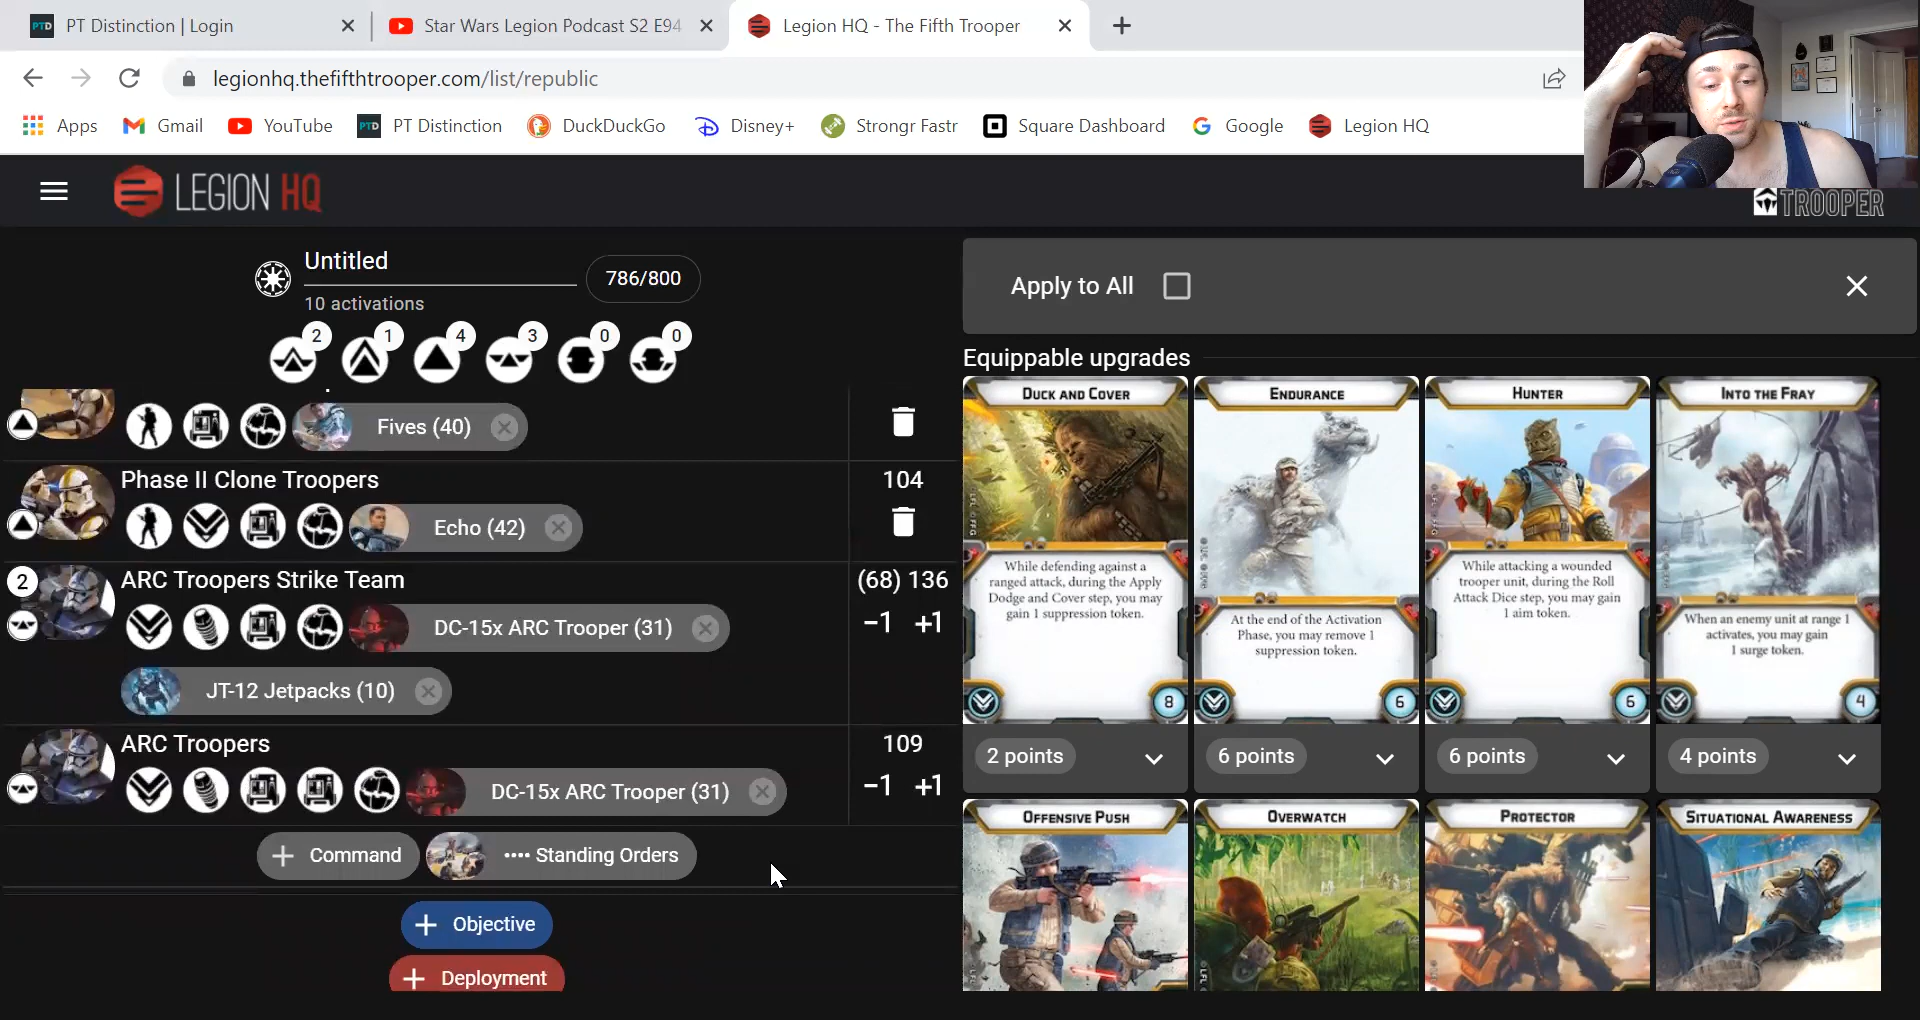 PTD PT Distinction | Login
Star Wars Legion Podcast S2 E94
Legion HQ - The Fifth Trooper
legionhq.thefifthtrooper.com/list/republic
Apps
Gmail
YouTube
PTD PT Distinction
DuckDuckGo
Disney+
Strongr Fastr
Square Dashboard
Google
Legion HQ
LEGION HQ
TROOPER
Untitled
786/800
10 activations
2
1
4
3
0
0
Fives (40)
Phase II Clone Troopers
104
Echo (42)
2
ARC Troopers Strike Team
(68) 136
DC-15x ARC Trooper (31)
−1 +1
JT-12 Jetpacks (10)
ARC Troopers
109
DC-15x ARC Trooper (31)
−1 +1
+ Command
•••• Standing Orders
+ Objective
+ Deployment
Apply to All
Equippable upgrades
DUCK AND COVER
While defending against a
ranged attack, during the Apply
Dodge and Cover step, you may
gain 1 suppression token.
8
2 points
ENDURANCE
At the end of the Activation
Phase, you may remove 1
suppression token.
6
6 points
HUNTER
While attacking a wounded
trooper unit, during the Roll
Attack Dice step, you may gain
1 aim token.
6
6 points
INTO THE FRAY
When an enemy unit at range 1
activates, you may gain
1 surge token.
4
4 points
OFFENSIVE PUSH
OVERWATCH
PROTECTOR
SITUATIONAL AWARENESS